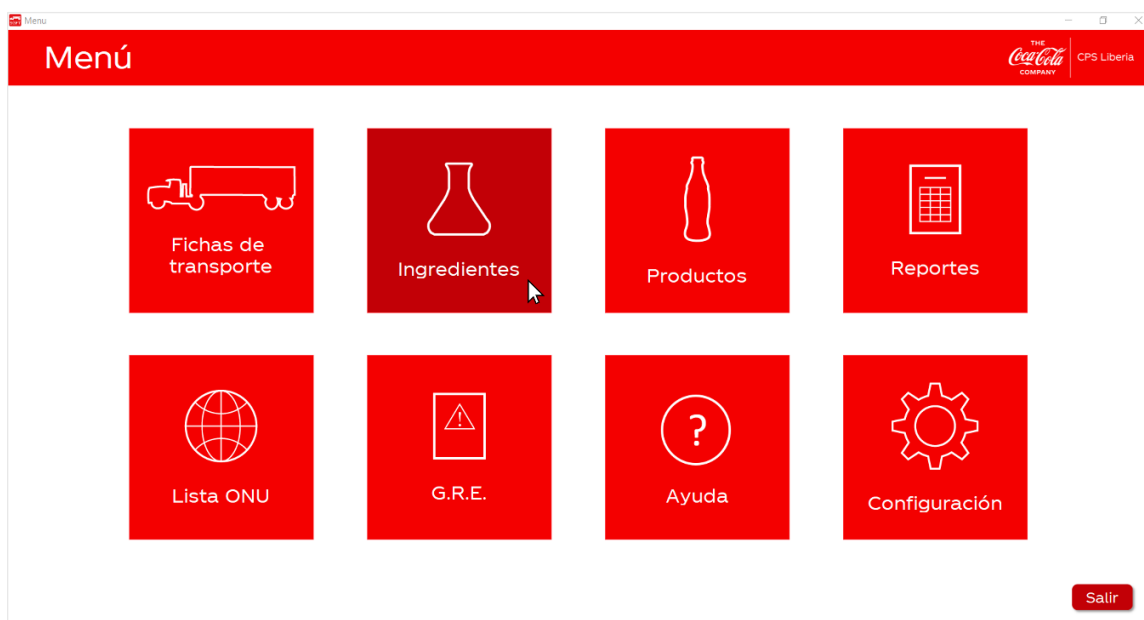 Menu
Menú
THE
Coca-Cola
COMPANY
CPS Liberia
Fichas de
transporte
Ingredientes
Productos
Reportes
Lista ONU
G.R.E.
?
Ayuda
Configuración
Salir